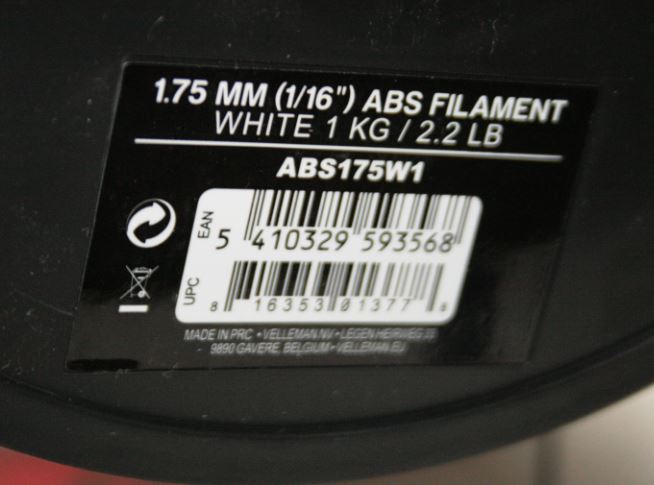 1.75 MM (1/16") ABS FILAMENT
WHITE 1 KG / 2.2 LB
ABS175W1
EAN
5 410329 593568
UPC
8 16353 01377 8
MADE IN PRC • VELLEMAN NV • LEGEN HEIRWEG 33
9890 GAVERE, BELGIUM • VELLEMAN.EU